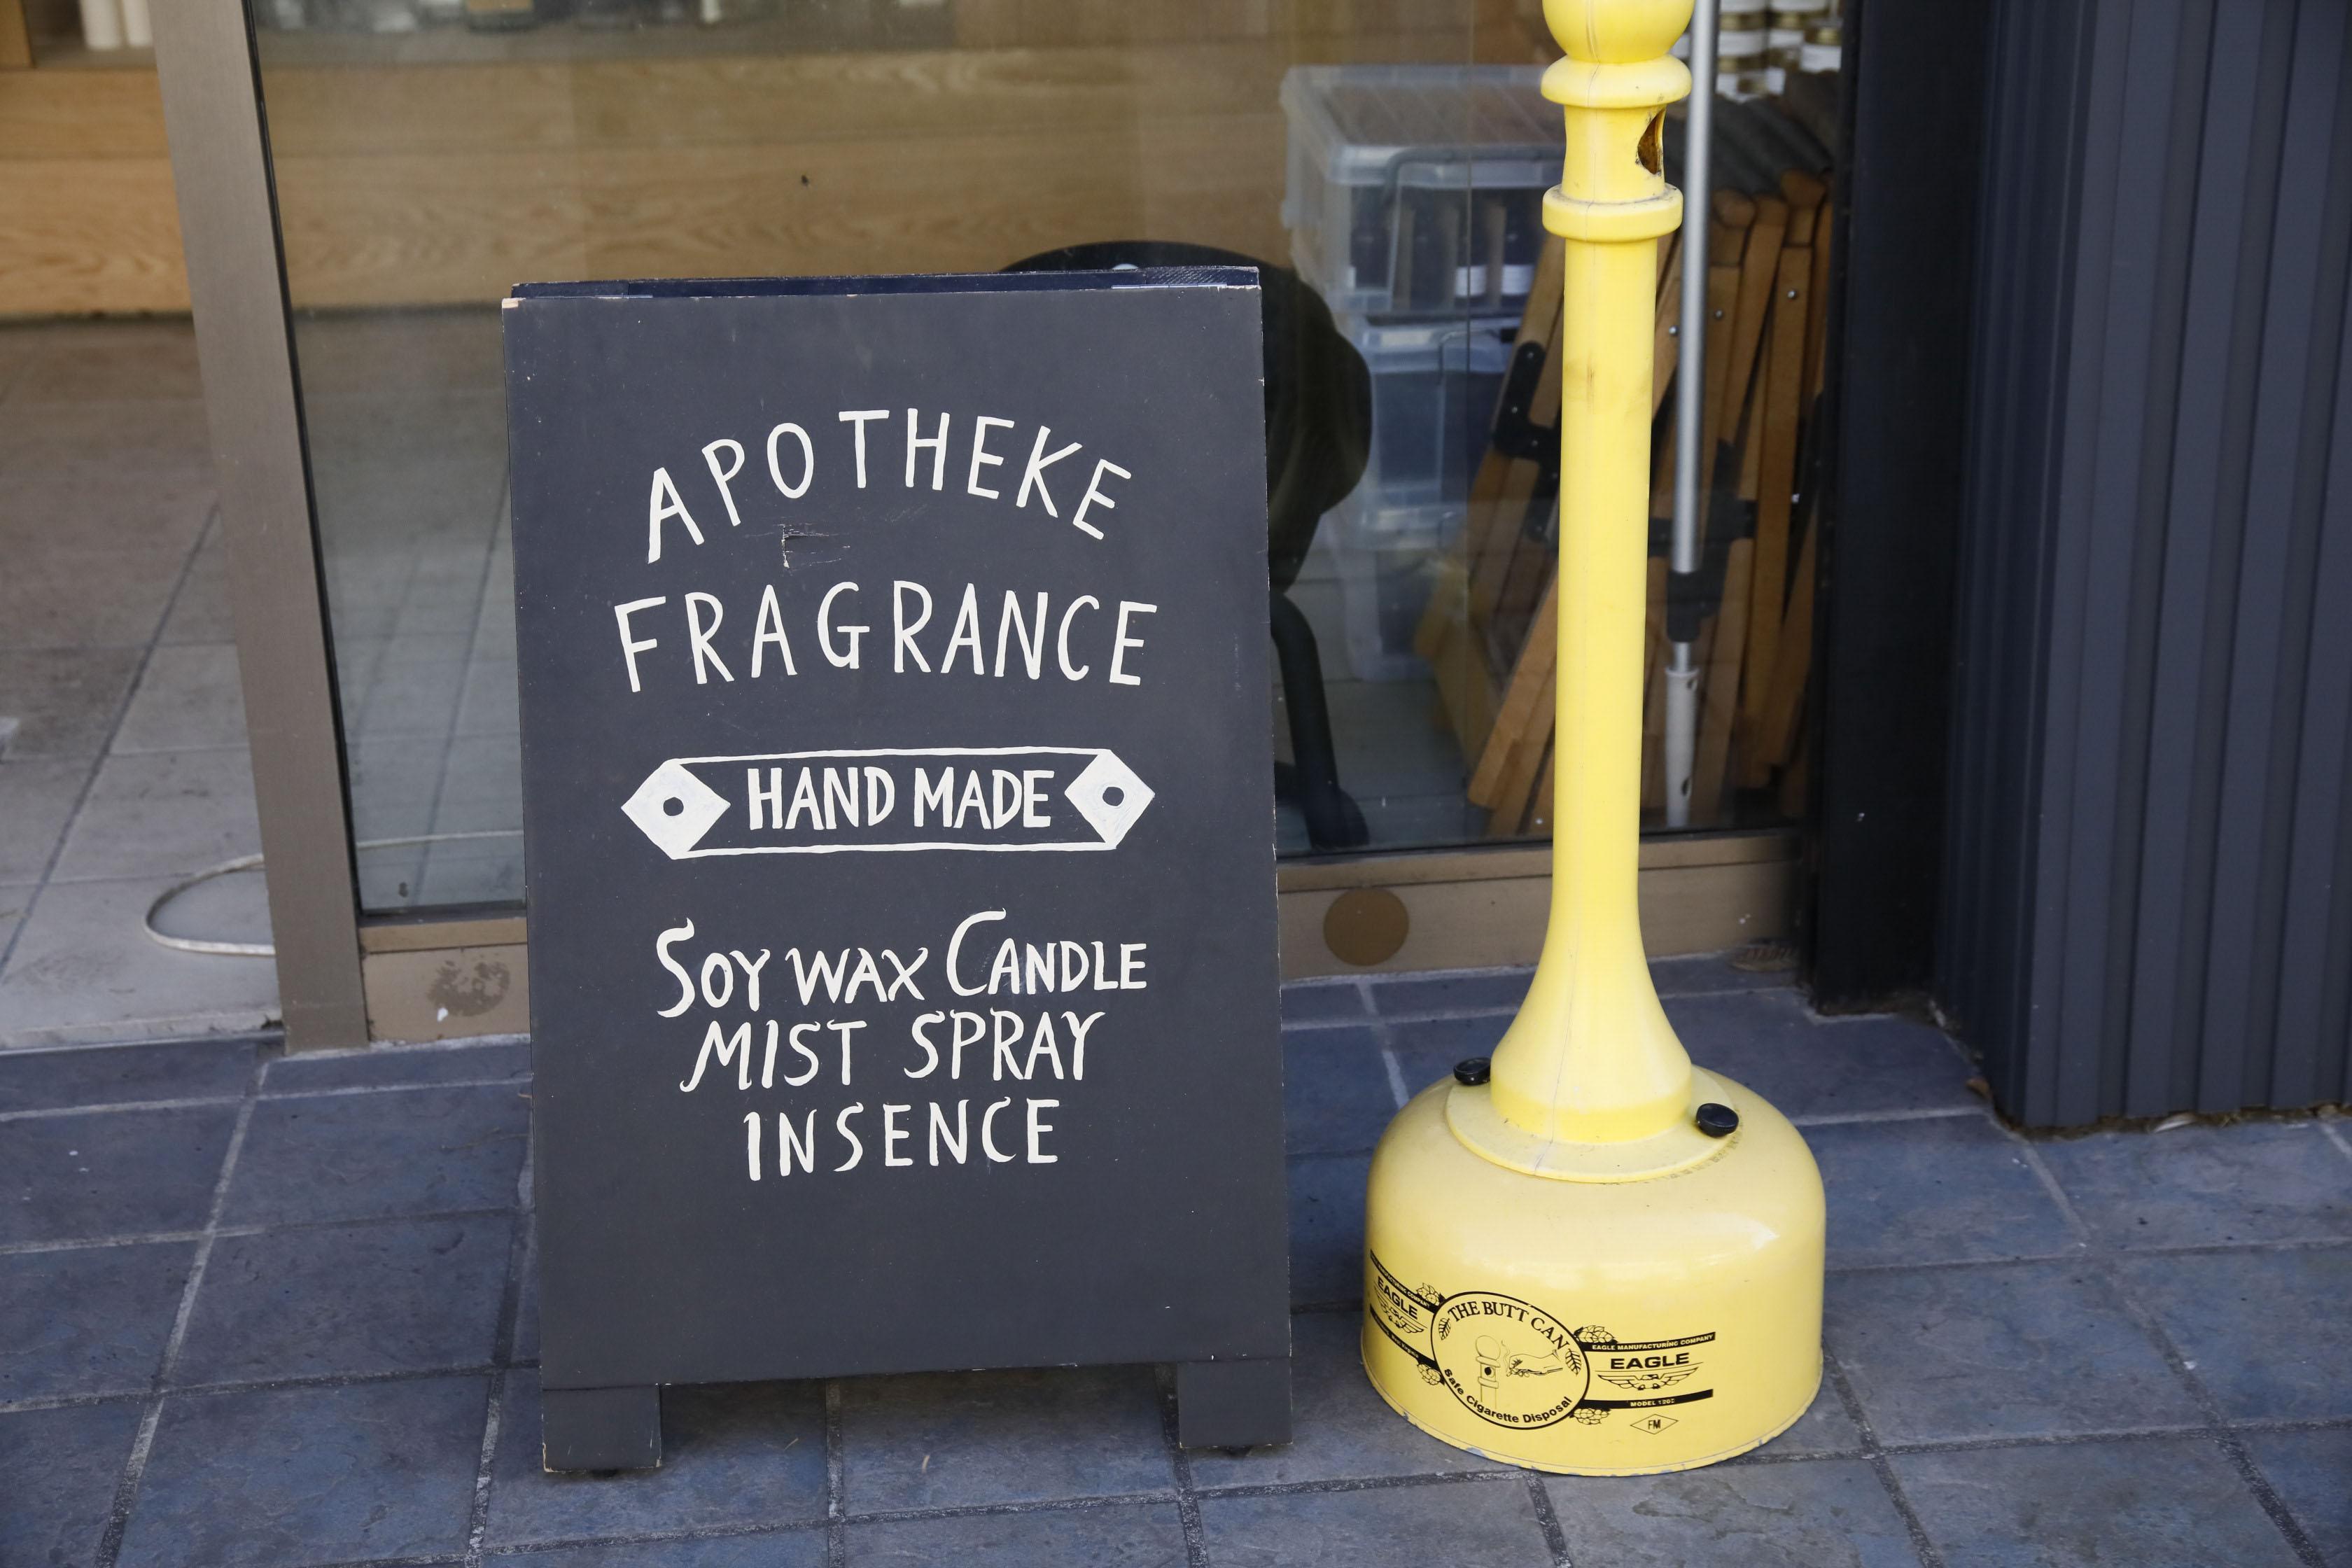 APOTHEKE
FRAGRANCE
HAND MADE
SOY WAX CANDLE
MIST SPRAY
INSENCE
EAGLE
THE BUTT CAN
Safe Cigarette Disposal
EAGLE MANUFACTURING COMPANY
EAGLE
FM